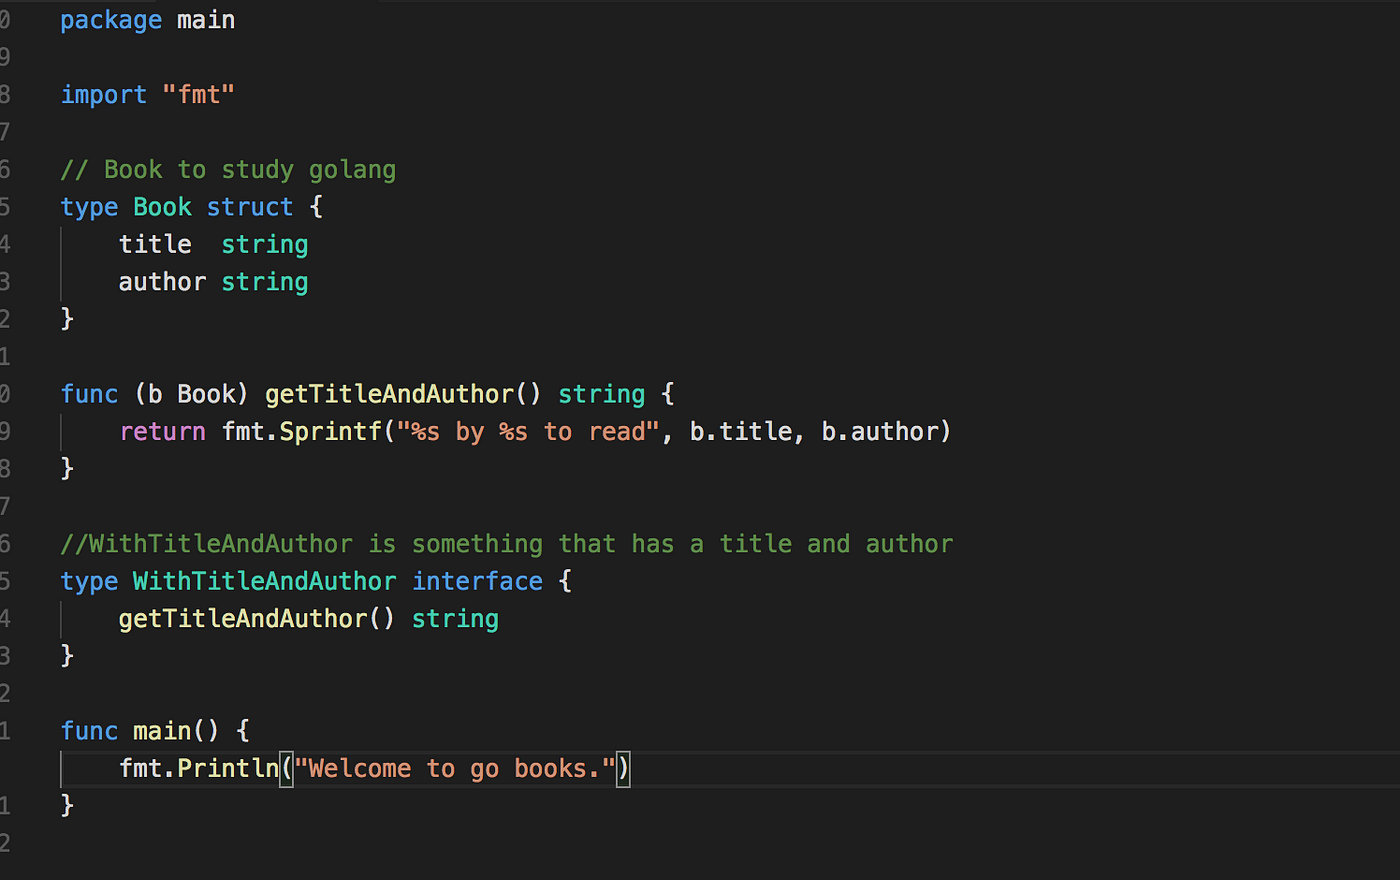 0 package main
9
8 import "fmt"
7
6 // Book to study golang
5 type Book struct {
4     title  string
3     author string
2 }
1
0 func (b Book) getTitleAndAuthor() string {
9     return fmt.Sprintf("%s by %s to read", b.title, b.author)
8 }
7
6 //WithTitleAndAuthor is something that has a title and author
5 type WithTitleAndAuthor interface {
4     getTitleAndAuthor() string
3 }
2
1 func main() {
    fmt.Println("Welcome to go books.")
1 }
2